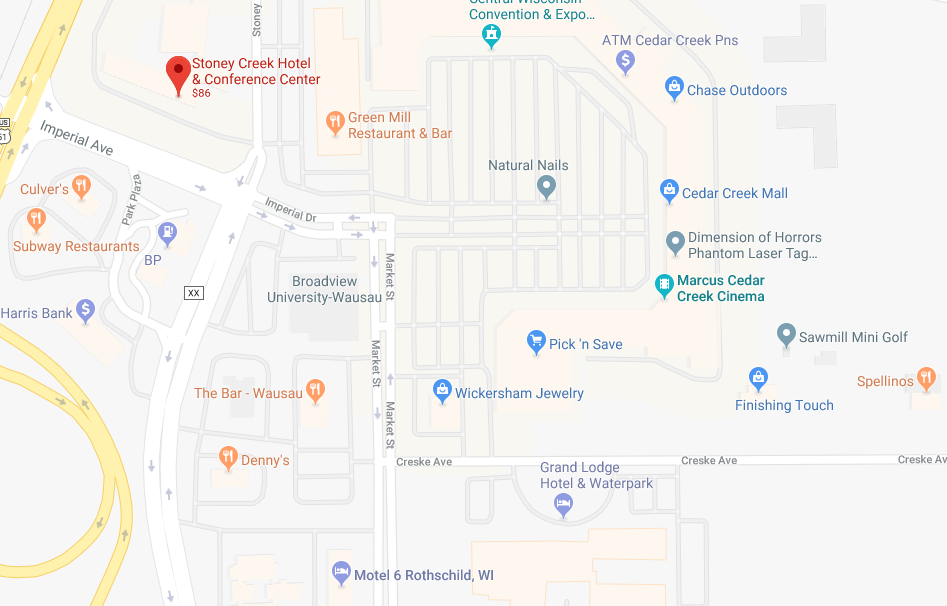 Central Wisconsin
Convention & Expo...
Stoney
ATM Cedar Creek Pns
Stoney Creek Hotel
& Conference Center
$86
Chase Outdoors
Green Mill
Restaurant & Bar
US
51
Imperial Ave
Natural Nails
Culver's
Park Plaza
Cedar Creek Mall
Imperial Dr
Subway Restaurants
BP
Dimension of Horrors
Phantom Laser Tag...
Market St
Broadview
University-Wausau
Marcus Cedar
Creek Cinema
XX
Harris Bank
Sawmill Mini Golf
Pick 'n Save
Market St
Spellinos
The Bar - Wausau
Wickersham Jewelry
Finishing Touch
Market St
Denny's
Creske Ave
Creske Ave
Creske Av
Grand Lodge
Hotel & Waterpark
Motel 6 Rothschild, WI